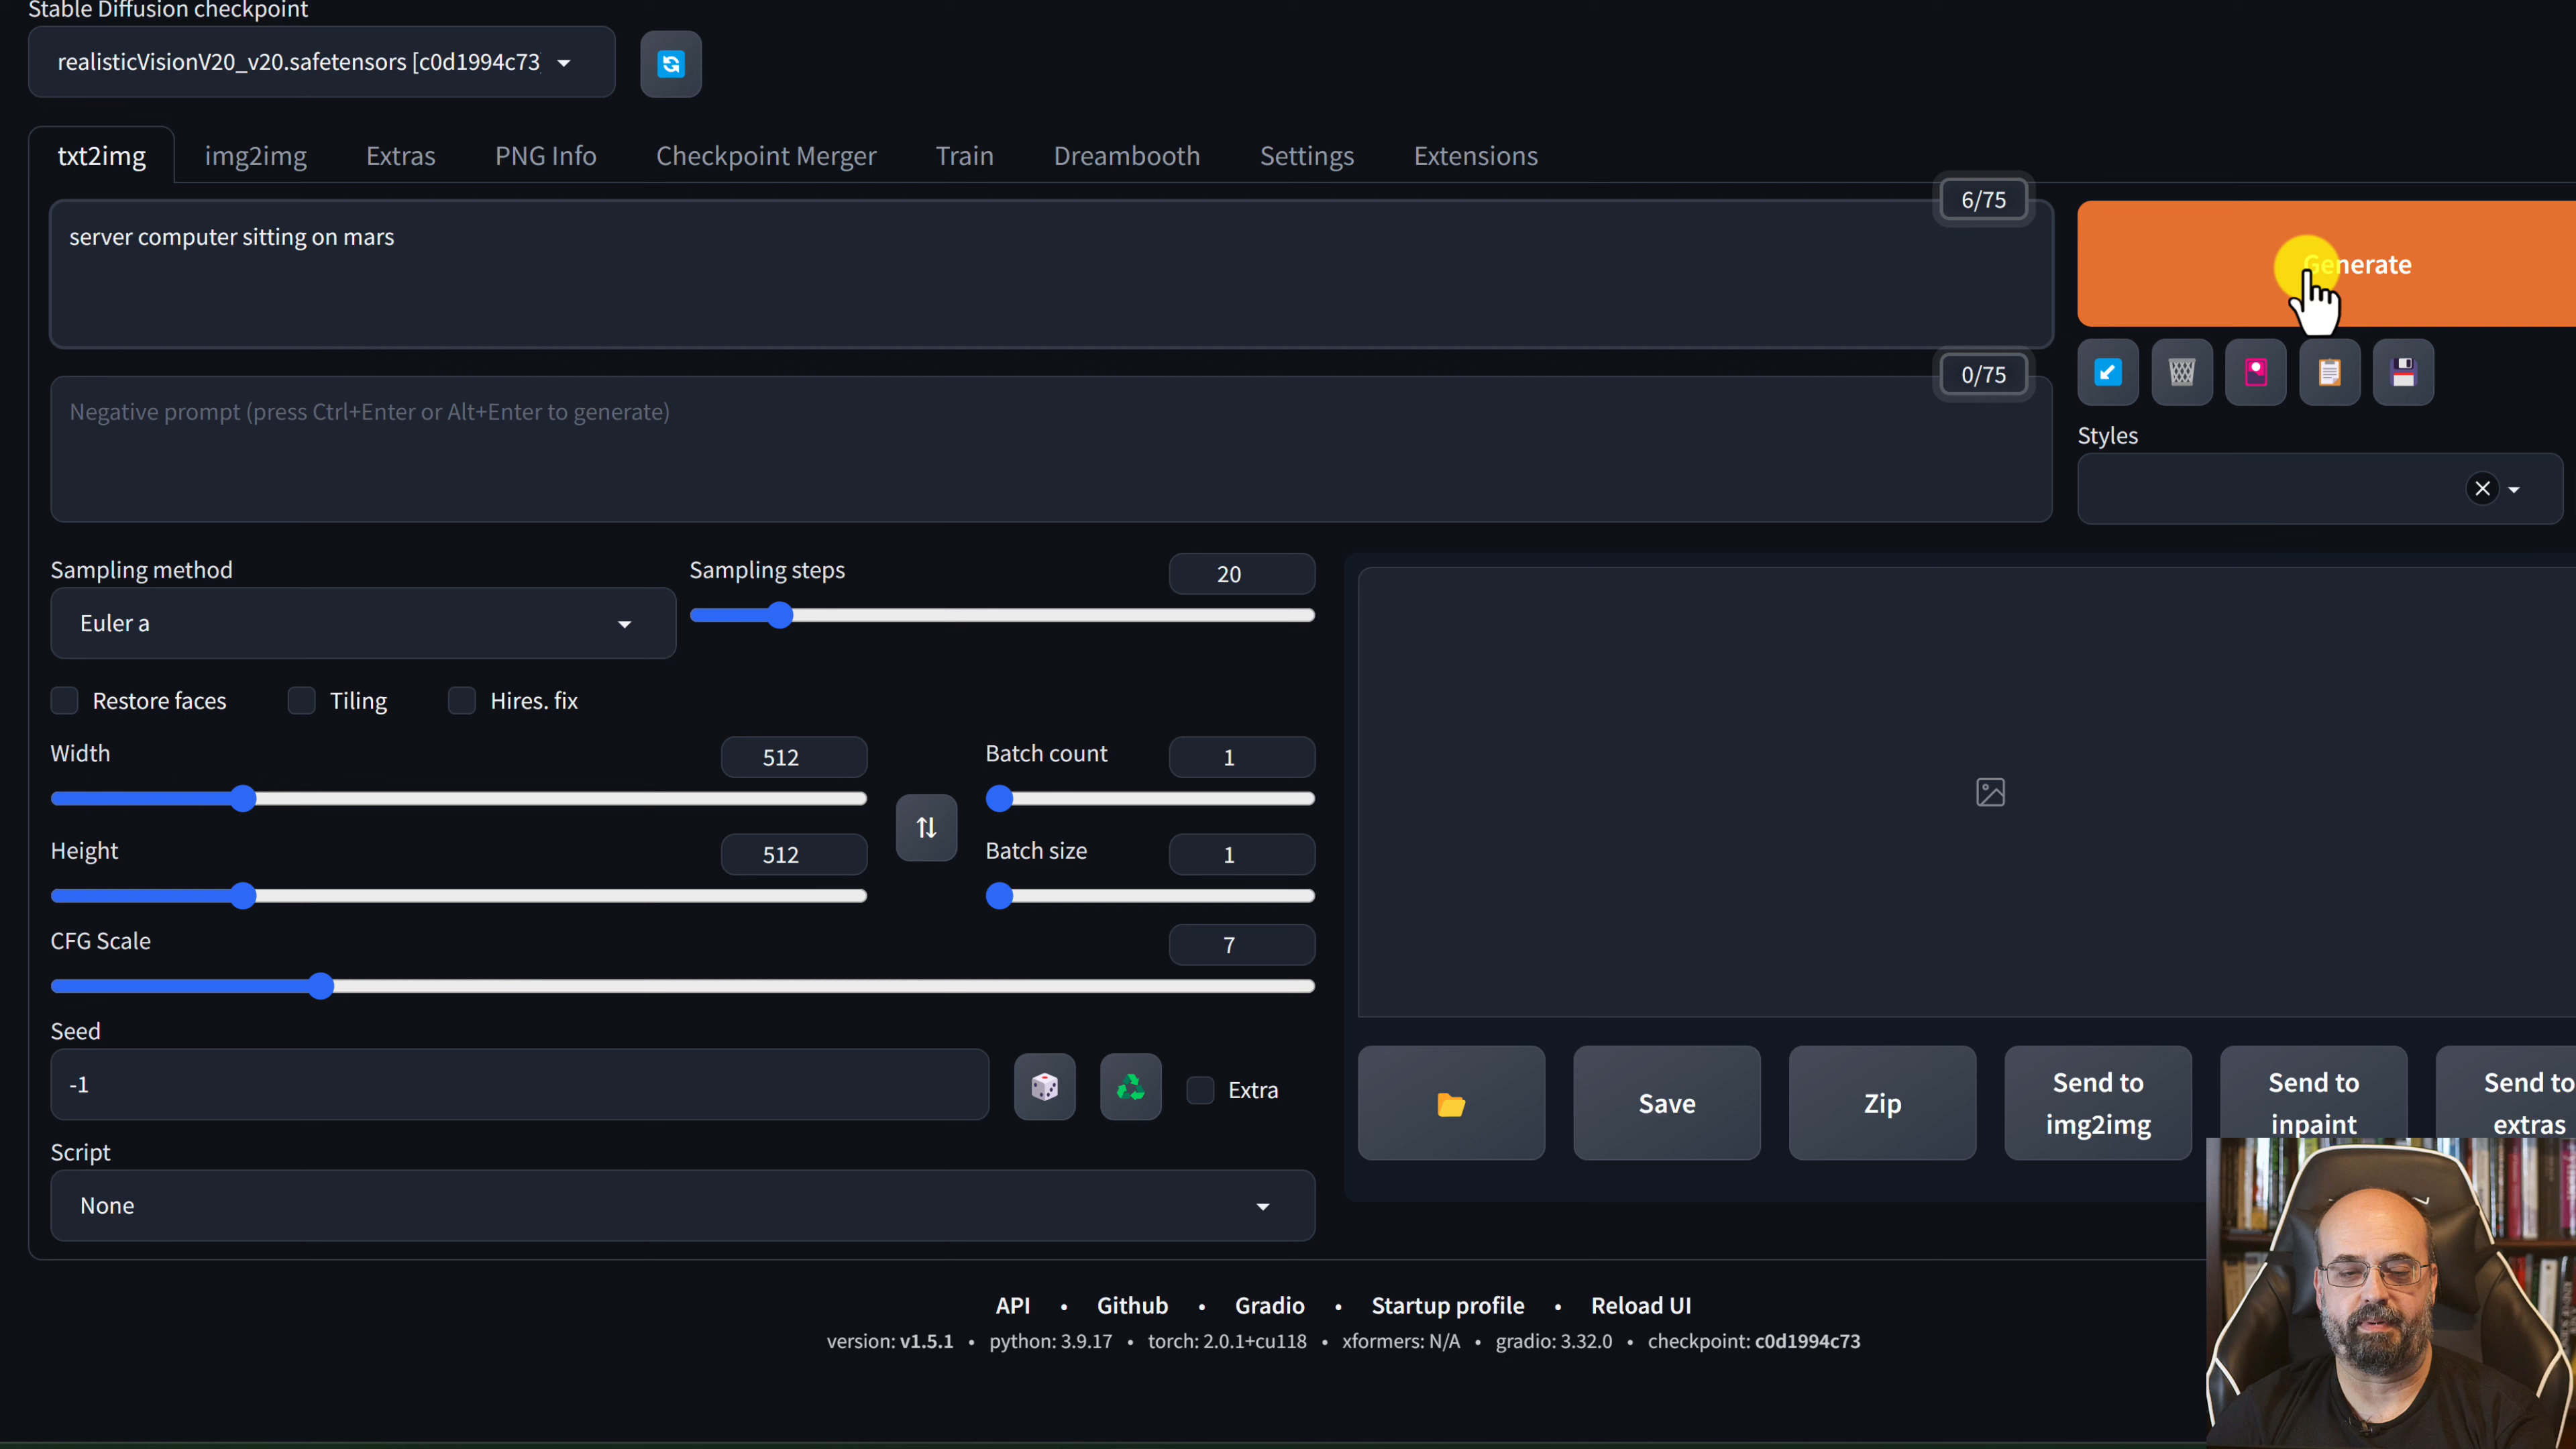 Stable Diffusion checkpoint
realisticVisionV20_v20.safetensors [c0d1994c73
txt2img img2img Extras PNG Info Checkpoint Merger Train Dreambooth Settings Extensions
6/75
server computer sitting on mars
Generate
0/75
Negative prompt (press Ctrl+Enter or Alt+Enter to generate)
Styles
Sampling method
Euler a
Sampling steps
20
Restore faces Tiling Hires. fix
Width
512
Batch count
1
Height
512
Batch size
1
CFG Scale
7
Seed
-1
Extra
Script
None
Save
Zip
Send to
img2img
Send to
inpaint
Send to
extras
API • Github • Gradio • Startup profile • Reload UI
version: v1.5.1 • python: 3.9.17 • torch: 2.0.1+cu118 • xformers: N/A • gradio: 3.32.0 • checkpoint: c0d1994c73